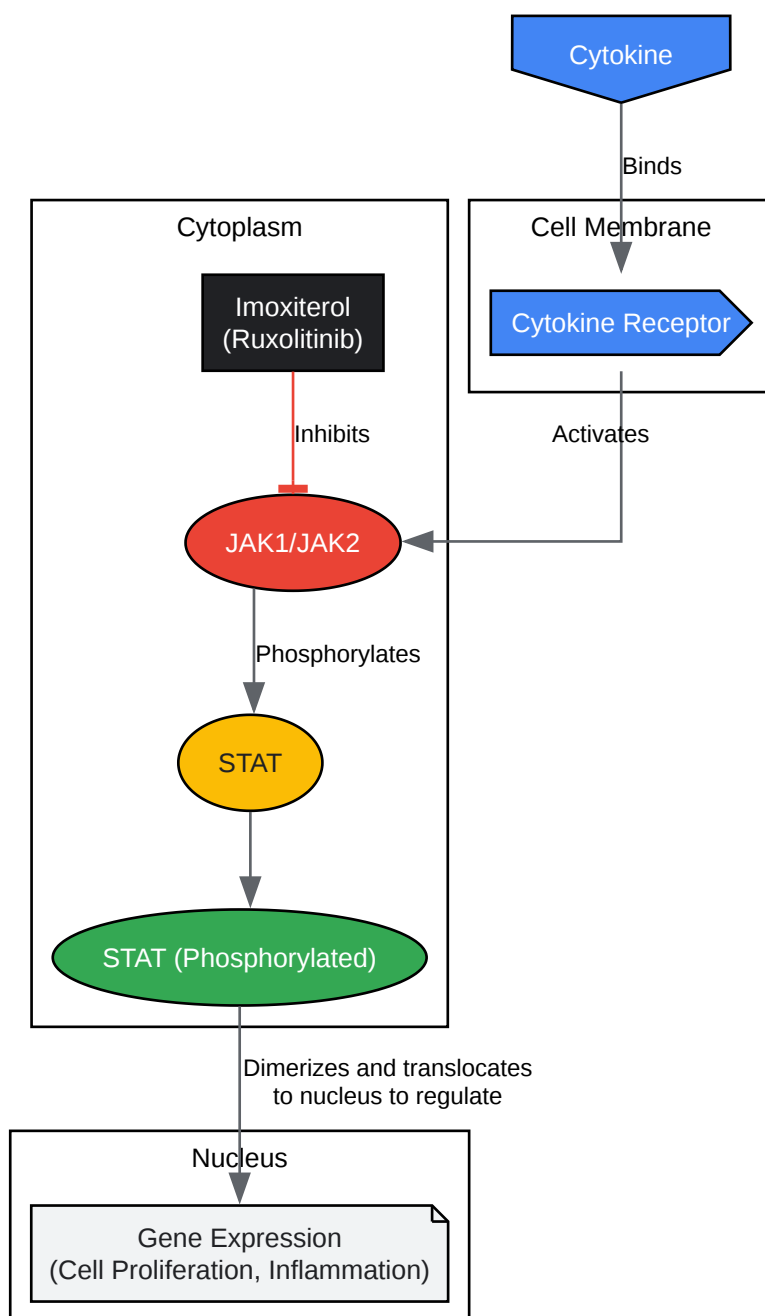 Cytokine
Binds
Cytoplasm
Cell Membrane
Imoxiterol
(Ruxolitinib)
Cytokine Receptor
Inhibits
Activates
JAK1/JAK2
Phosphorylates
STAT
STAT (Phosphorylated)
Dimerizes and translocates
to nucleus to regulate
Nucleus
Gene Expression
(Cell Proliferation, Inflammation)